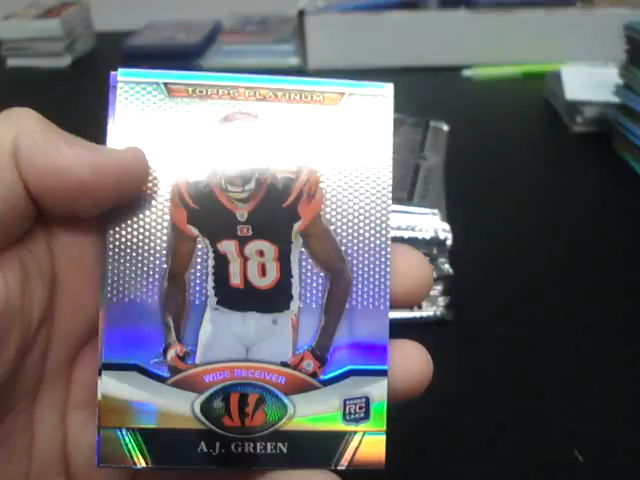 TOPPS PLATINUM
18
WIDE RECEIVER
RC
A.J. GREEN